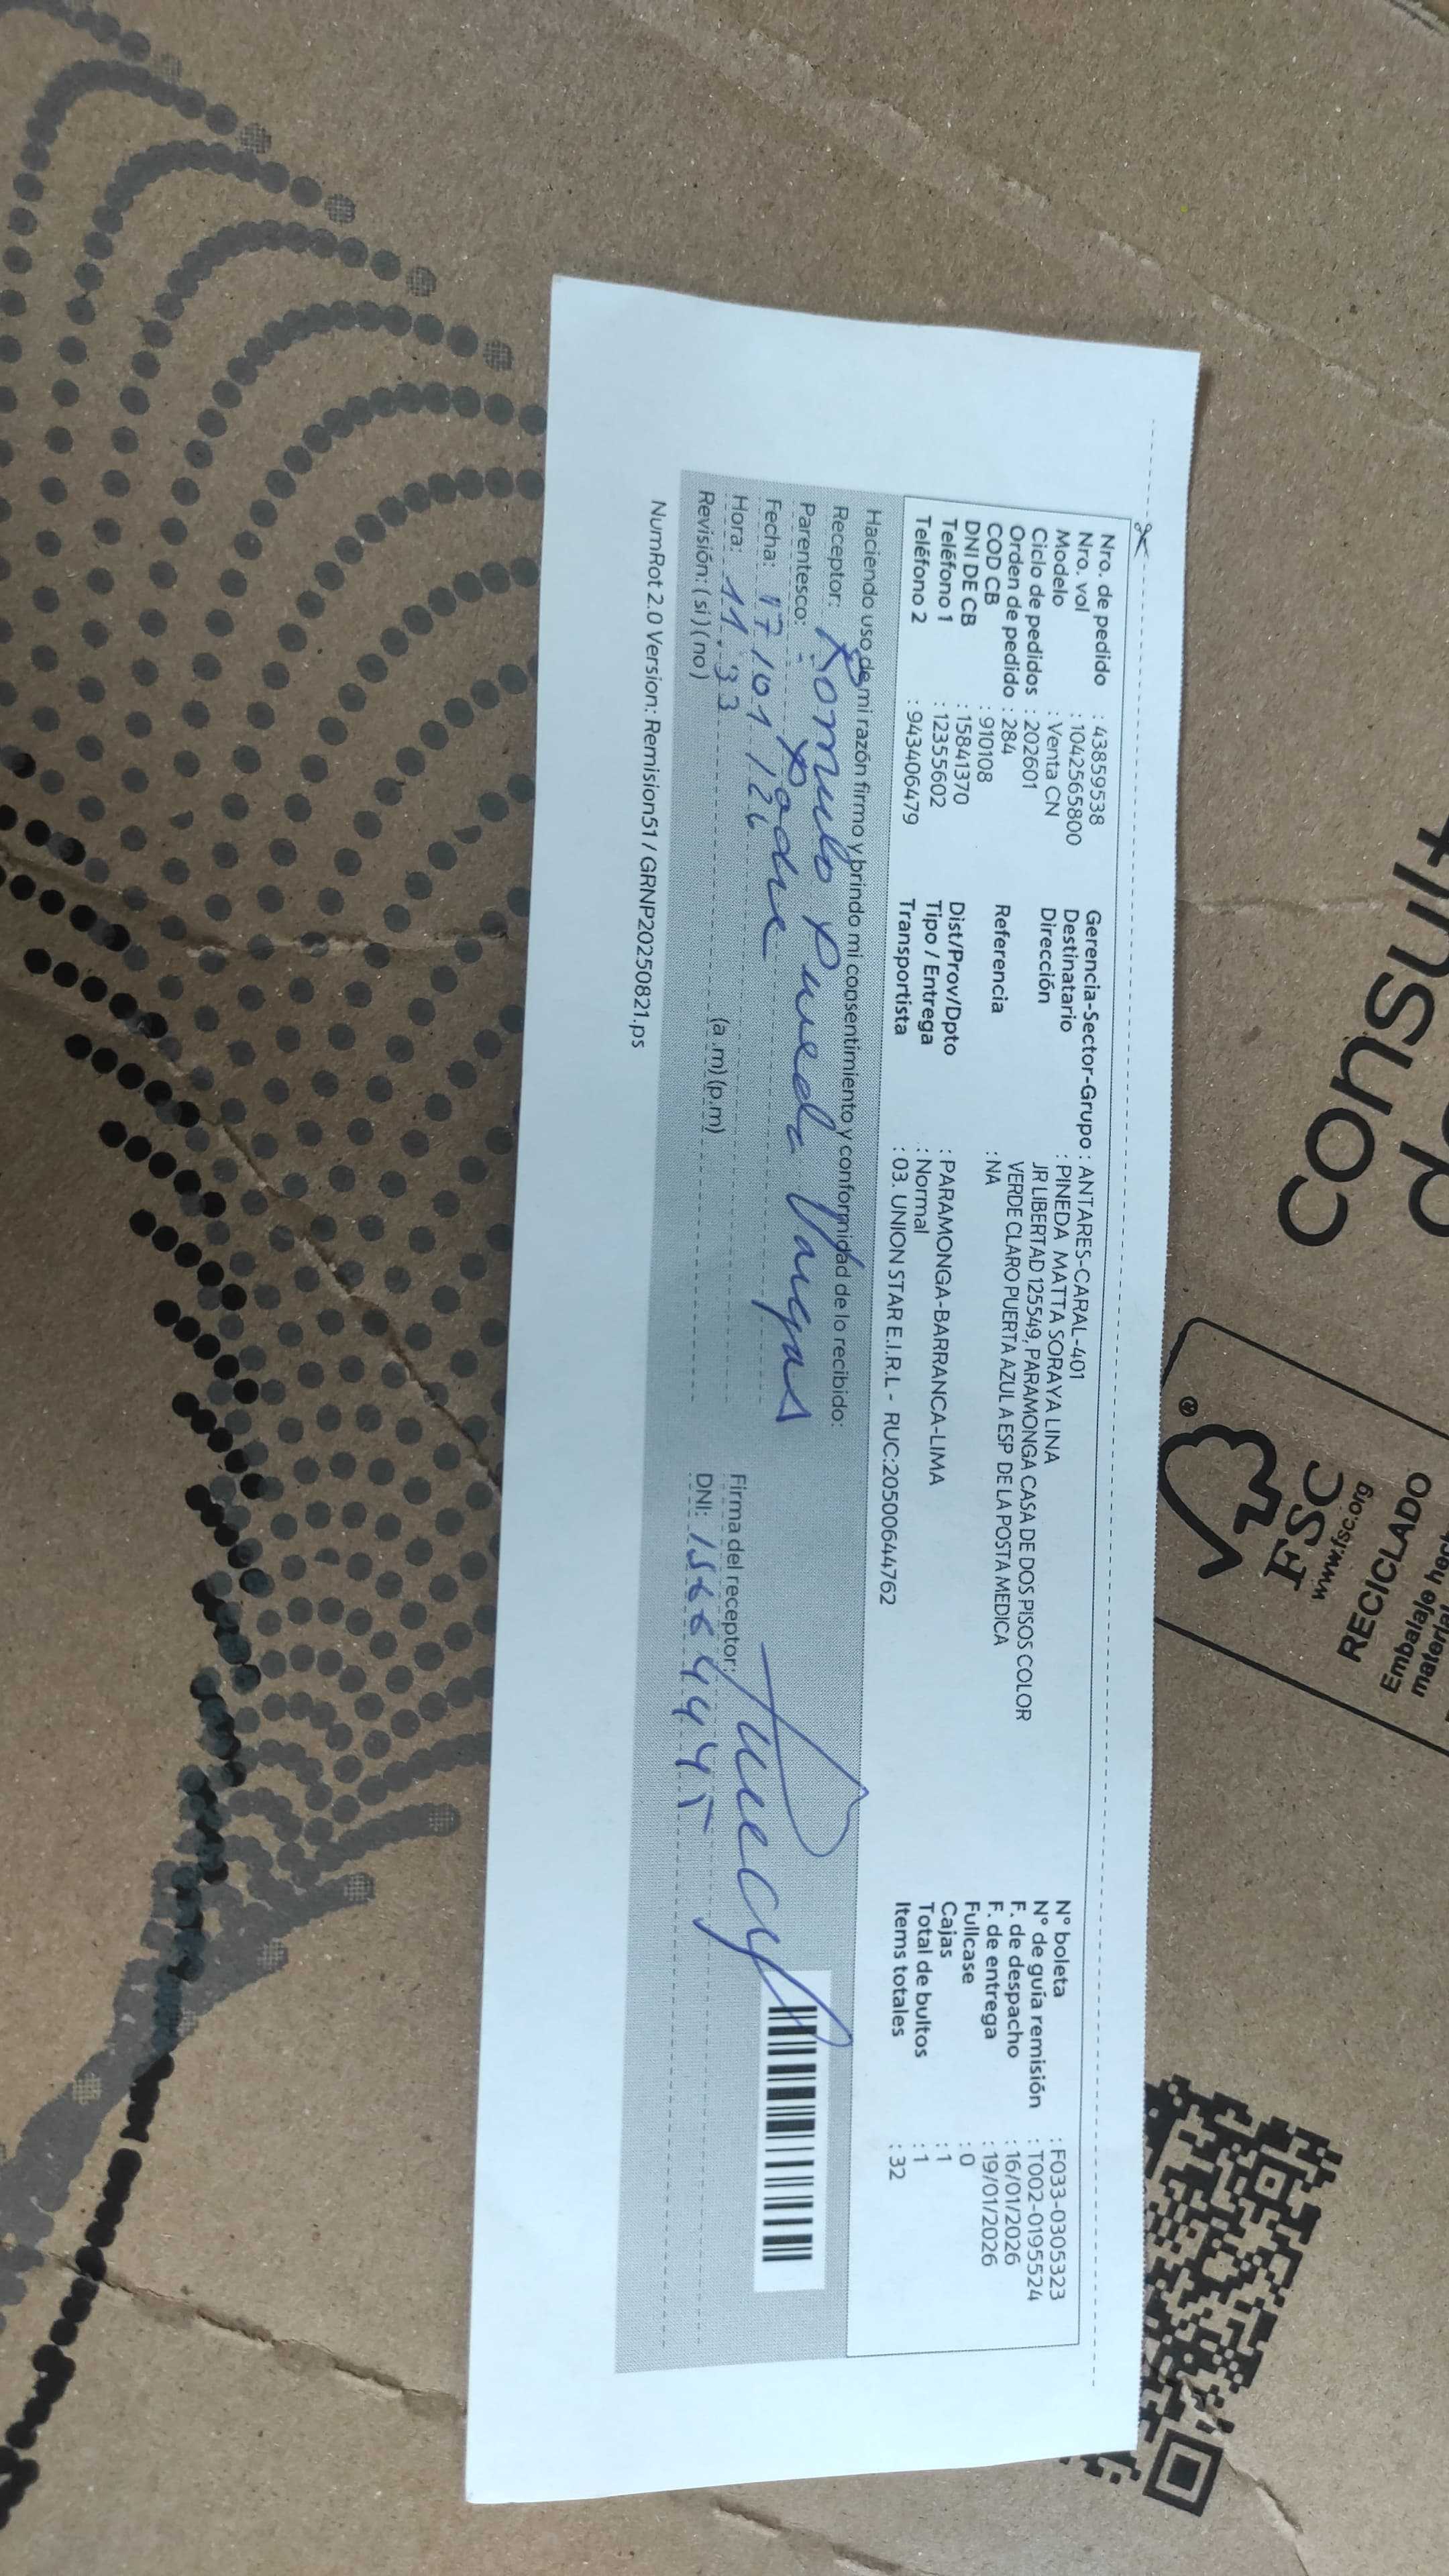 Nro. de pedido : 43859538
Nro. vol : 1042565800
Modelo : Venta CN
Ciclo de pedidos : 202601
Orden de pedido : 284
COD CB : 910108
DNI DE CB : 15841370
Teléfono 1 : 12355602
Teléfono 2 : 943406479
Gerencia-Sector-Grupo : ANTARES-CARAL-401
Destinatario : PINEDA MATTA SORAYA LINA
Dirección JR LIBERTAD 125549, PARAMONGA CASA DE DOS PISOS COLOR
VERDE CLARO PUERTA AZUL A ESP DE LA POSTA MEDICA
Referencia : NA
Dist/Prov/Dpto : PARAMONGA-BARRANCA-LIMA
Tipo / Entrega : Normal
Transportista : 03. UNION STAR E.I.R.L - RUC:20500644762
N° boleta : F033-0305323
N° de guía remisión : T002-0195524
F. de despacho : 16/01/2026
F. de entrega : 19/01/2026
Fullcase : 0
Cajas : 1
Total de bultos : 1
Items totales : 32
Haciendo uso de mi razón firmo y brindo mi consentimiento y conformidad de lo recibido:
Receptor: Romulo Pineda Vargas
Parentesco: Padre
Fecha: 17/01/26
Hora: 11:33 (a.m) (p.m)
Revisión: ( si ) ( no )
Firma del receptor:
DNI:
NumRot 2.0 Version: Remision51 / GRNP20250821.ps
FSC
www.fsc.org
RECICLADO